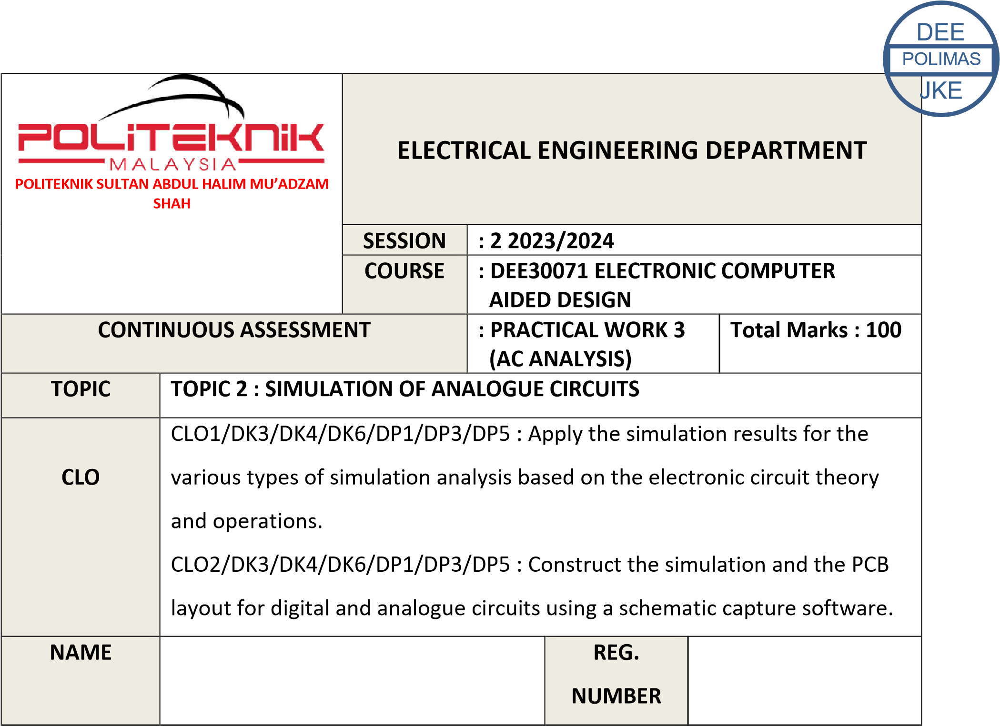 DEE
POLIMAS
JKE
POLITEKNIK
MALAYSIA
POLITEKNIK SULTAN ABDUL HALIM MU’ADZAM
SHAH
ELECTRICAL ENGINEERING DEPARTMENT
SESSION : 2 2023/2024
COURSE : DEE30071 ELECTRONIC COMPUTER
AIDED DESIGN
CONTINUOUS ASSESSMENT : PRACTICAL WORK 3 Total Marks : 100
(AC ANALYSIS)
TOPIC TOPIC 2 : SIMULATION OF ANALOGUE CIRCUITS
CLO1/DK3/DK4/DK6/DP1/DP3/DP5 : Apply the simulation results for the
CLO various types of simulation analysis based on the electronic circuit theory
and operations.
CLO2/DK3/DK4/DK6/DP1/DP3/DP5 : Construct the simulation and the PCB
layout for digital and analogue circuits using a schematic capture software.
NAME REG.
NUMBER